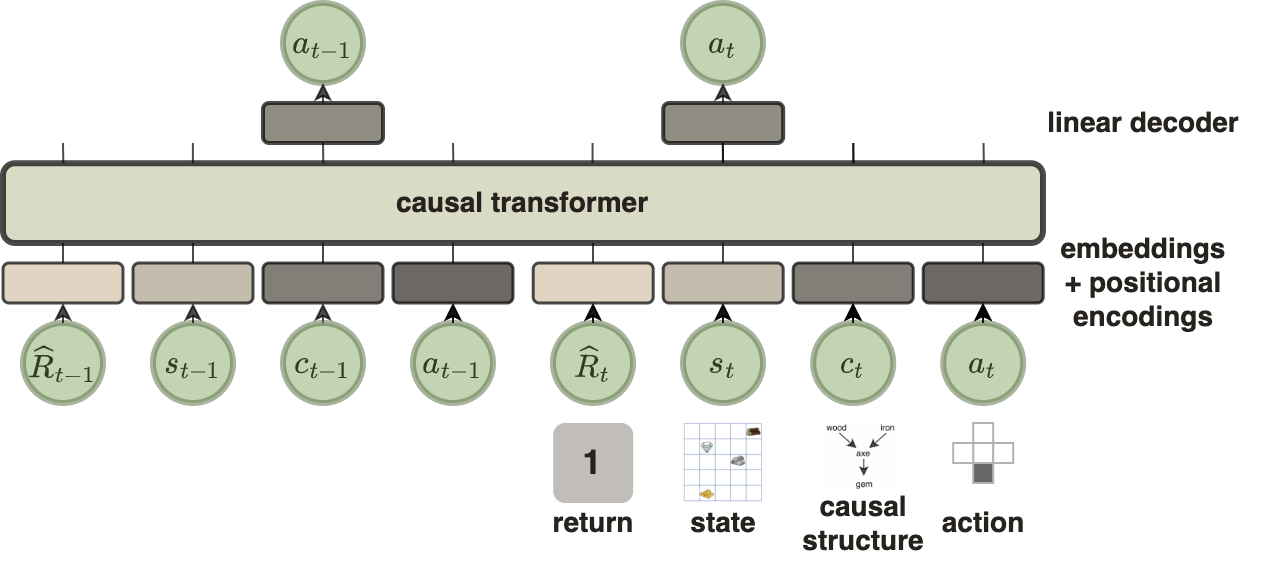 a_{t-1} a_t
linear decoder
causal transformer
embeddings
+ positional
encodings
\widehat{R}_{t-1} s_{t-1} c_{t-1} a_{t-1} \widehat{R}_t s_t c_t a_t
1
wood iron
axe
gem
return
state
causal
structure
action